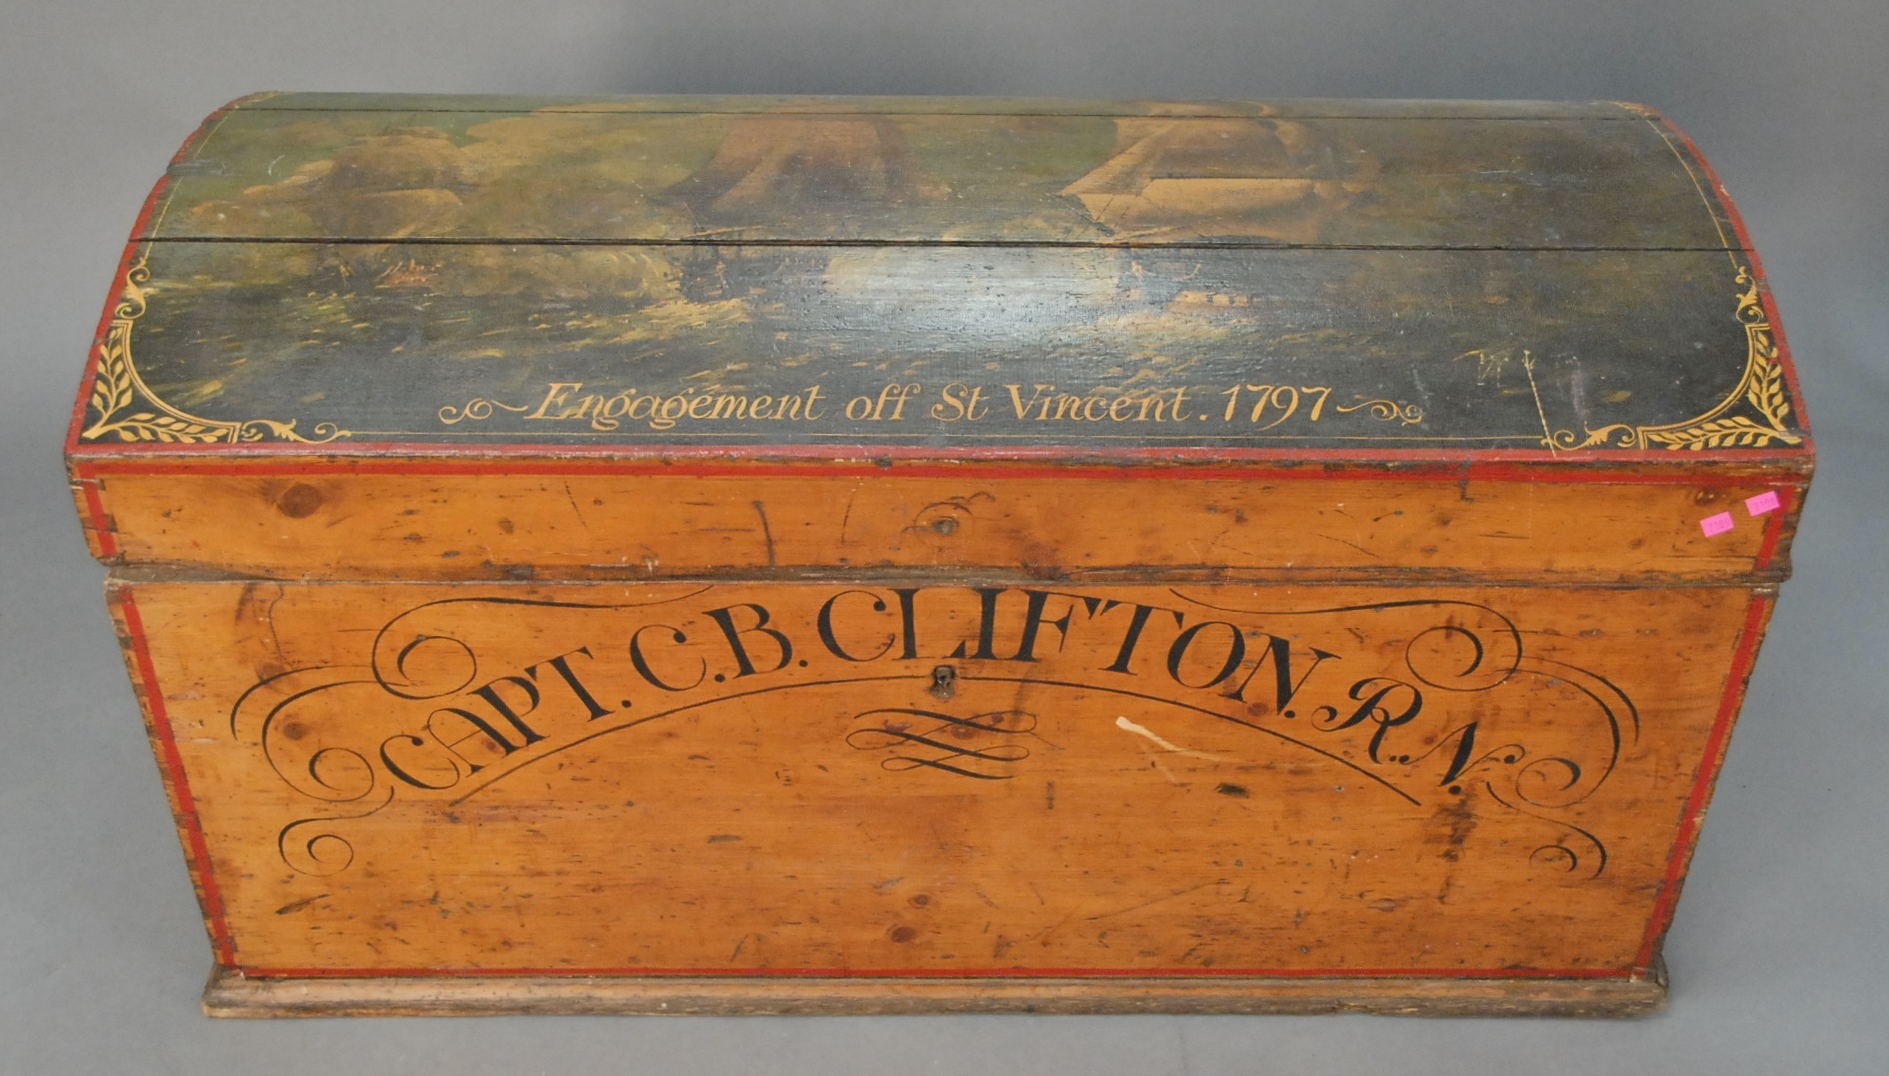 Engagement off St Vincent. 1797
CAPT. C.B. CLIFTON. R.N.